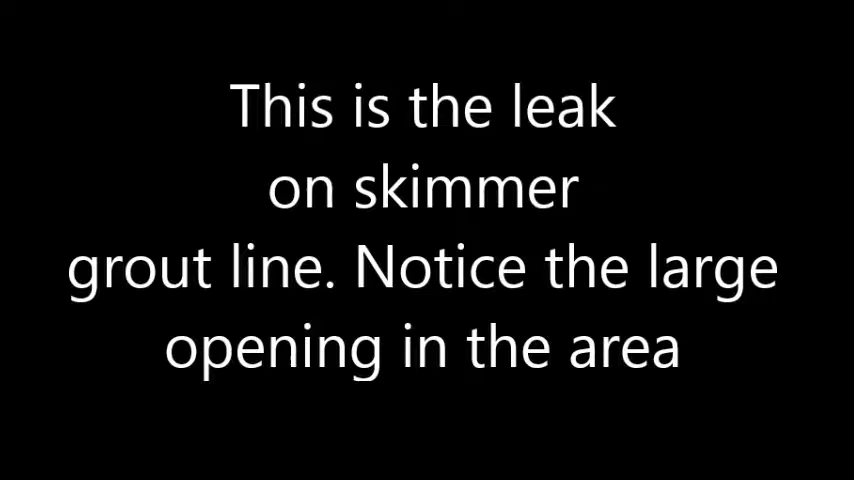 This is the leak
on skimmer
grout line. Notice the large
opening in the area